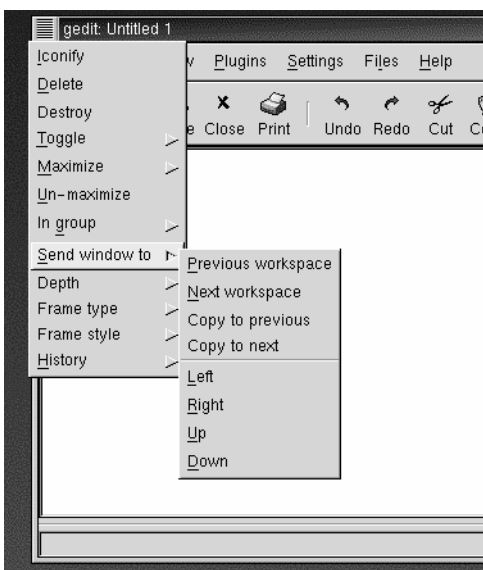 gedit: Untitled 1
Iconify
Delete
Destroy
Toggle
Maximize
Un-maximize
In group
Send window to
Depth
Frame type
Frame style
History
Plugins Settings Files Help
Close Print Undo Redo Cut
Previous workspace
Next workspace
Copy to previous
Copy to next
Left
Right
Up
Down